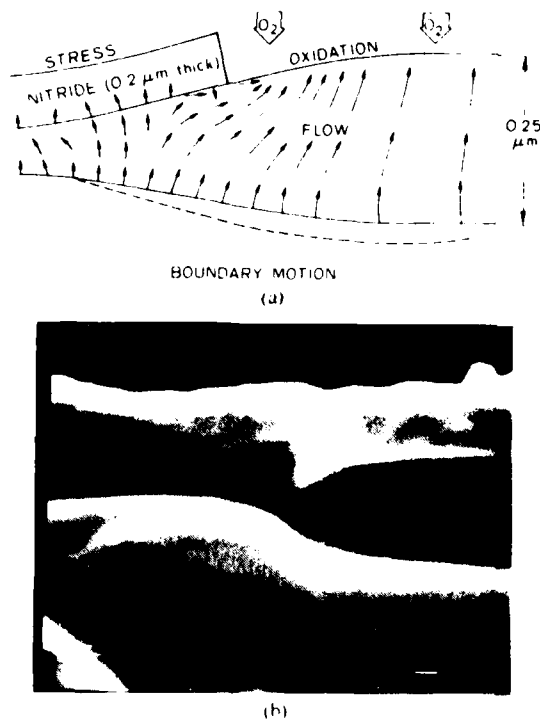 O₂ O₂
STRESS OXIDATION
NITRIDE (0.2 μm thick)
FLOW
0.25
μm
BOUNDARY MOTION
(a)
(b)